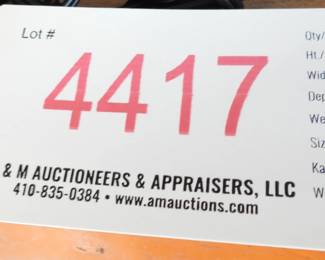 Lot #
4417
& M AUCTIONEERS & APPRAISERS, LLC
410-835-0384 • www.amauctions.com
Qty/
Ht./
Wid
Dep
We
Siz
Ka
W